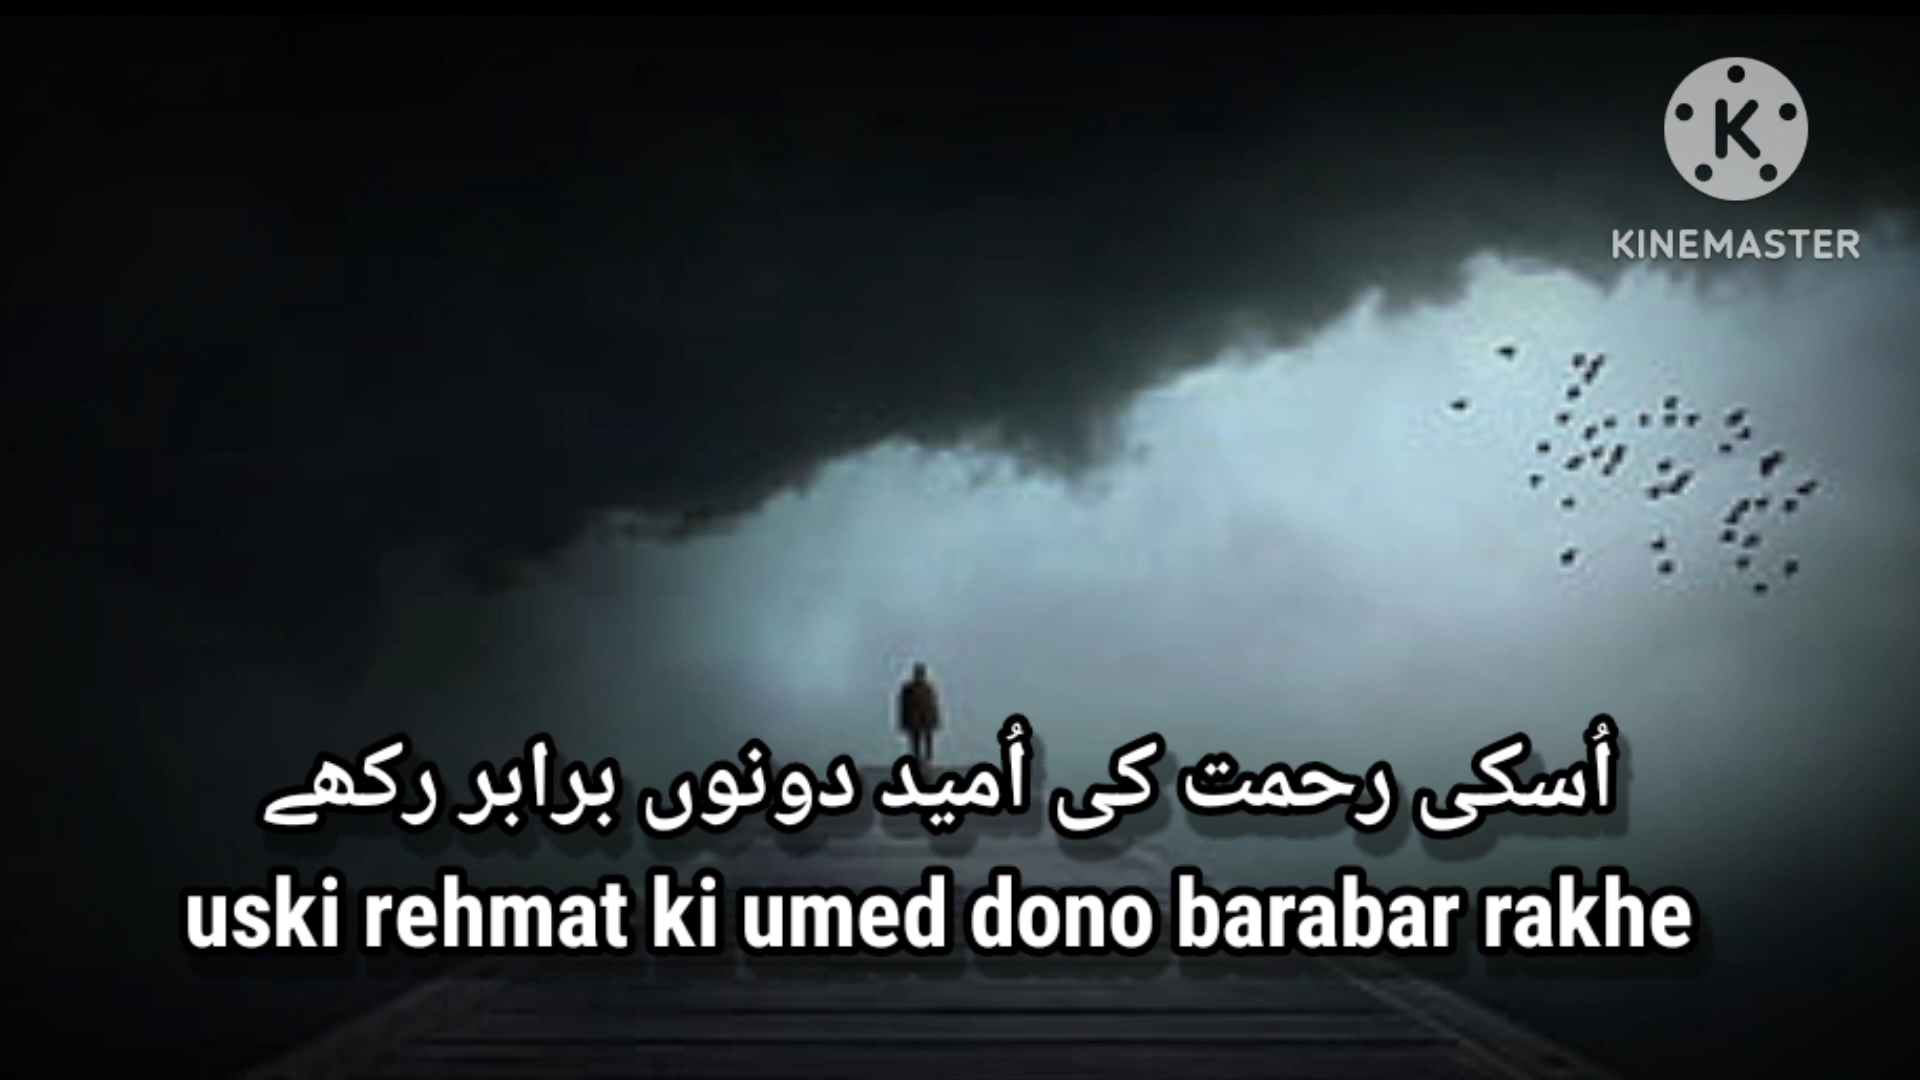 KINEMASTER
اُسکی رحمت کی اُمید دونوں برابر رکھے
uski rehmat ki umed dono barabar rakhe